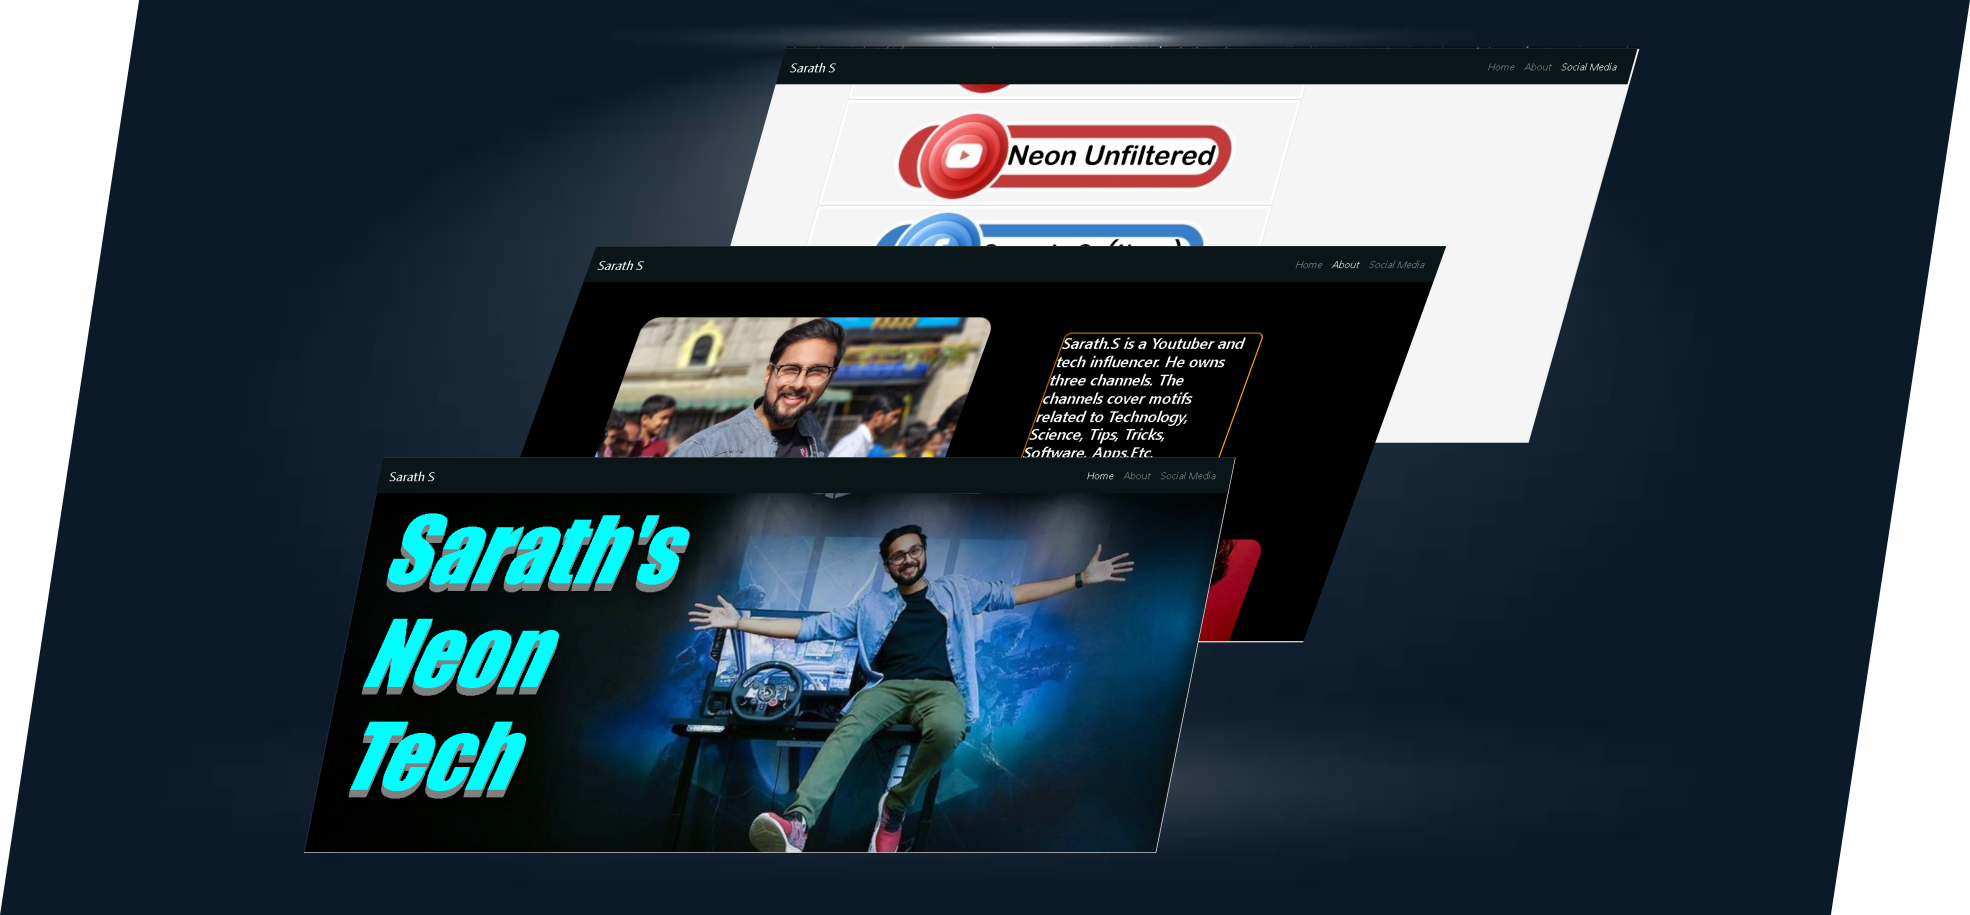 Sarath S
Home About Social Media
Neon Unfiltered
Sarath S
Home About Social Media
Sarath.S is a Youtuber and
tech influencer. He owns
three channels. The
channels cover motifs
related to Technology,
Science, Tips, Tricks,
Software, Apps,Etc.
Sarath S
Home About Social Media
Sarath's
Neon
Tech